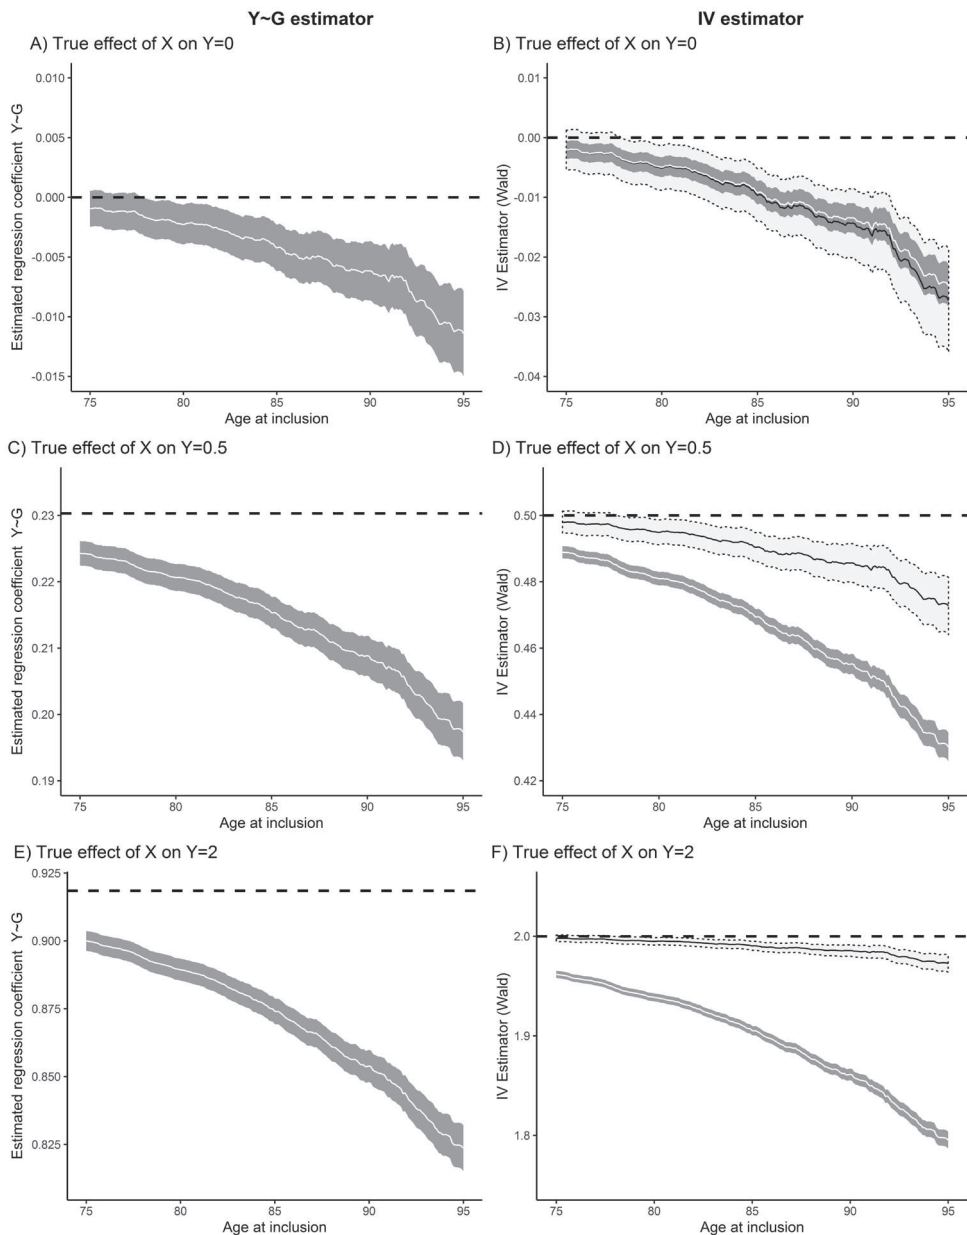 Y~G estimator
IV estimator
A) True effect of X on Y=0
B) True effect of X on Y=0
Estimated regression coefficient Y~G
0.010
0.005
0.000
-0.005
-0.010
-0.015
75 80 85 90 95
Age at inclusion
IV Estimator (Wald)
0.01
0.00
-0.01
-0.02
-0.03
-0.04
75 80 85 90 95
Age at inclusion
C) True effect of X on Y=0.5
D) True effect of X on Y=0.5
Estimated regression coefficient Y~G
0.23
0.22
0.21
0.20
0.19
75 80 85 90 95
Age at inclusion
IV Estimator (Wald)
0.50
0.48
0.46
0.44
0.42
75 80 85 90 95
Age at inclusion
E) True effect of X on Y=2
F) True effect of X on Y=2
Estimated regression coefficient Y~G
0.925
0.900
0.875
0.850
0.825
75 80 85 90 95
Age at inclusion
IV Estimator (Wald)
2.0
1.9
1.8
75 80 85 90 95
Age at inclusion